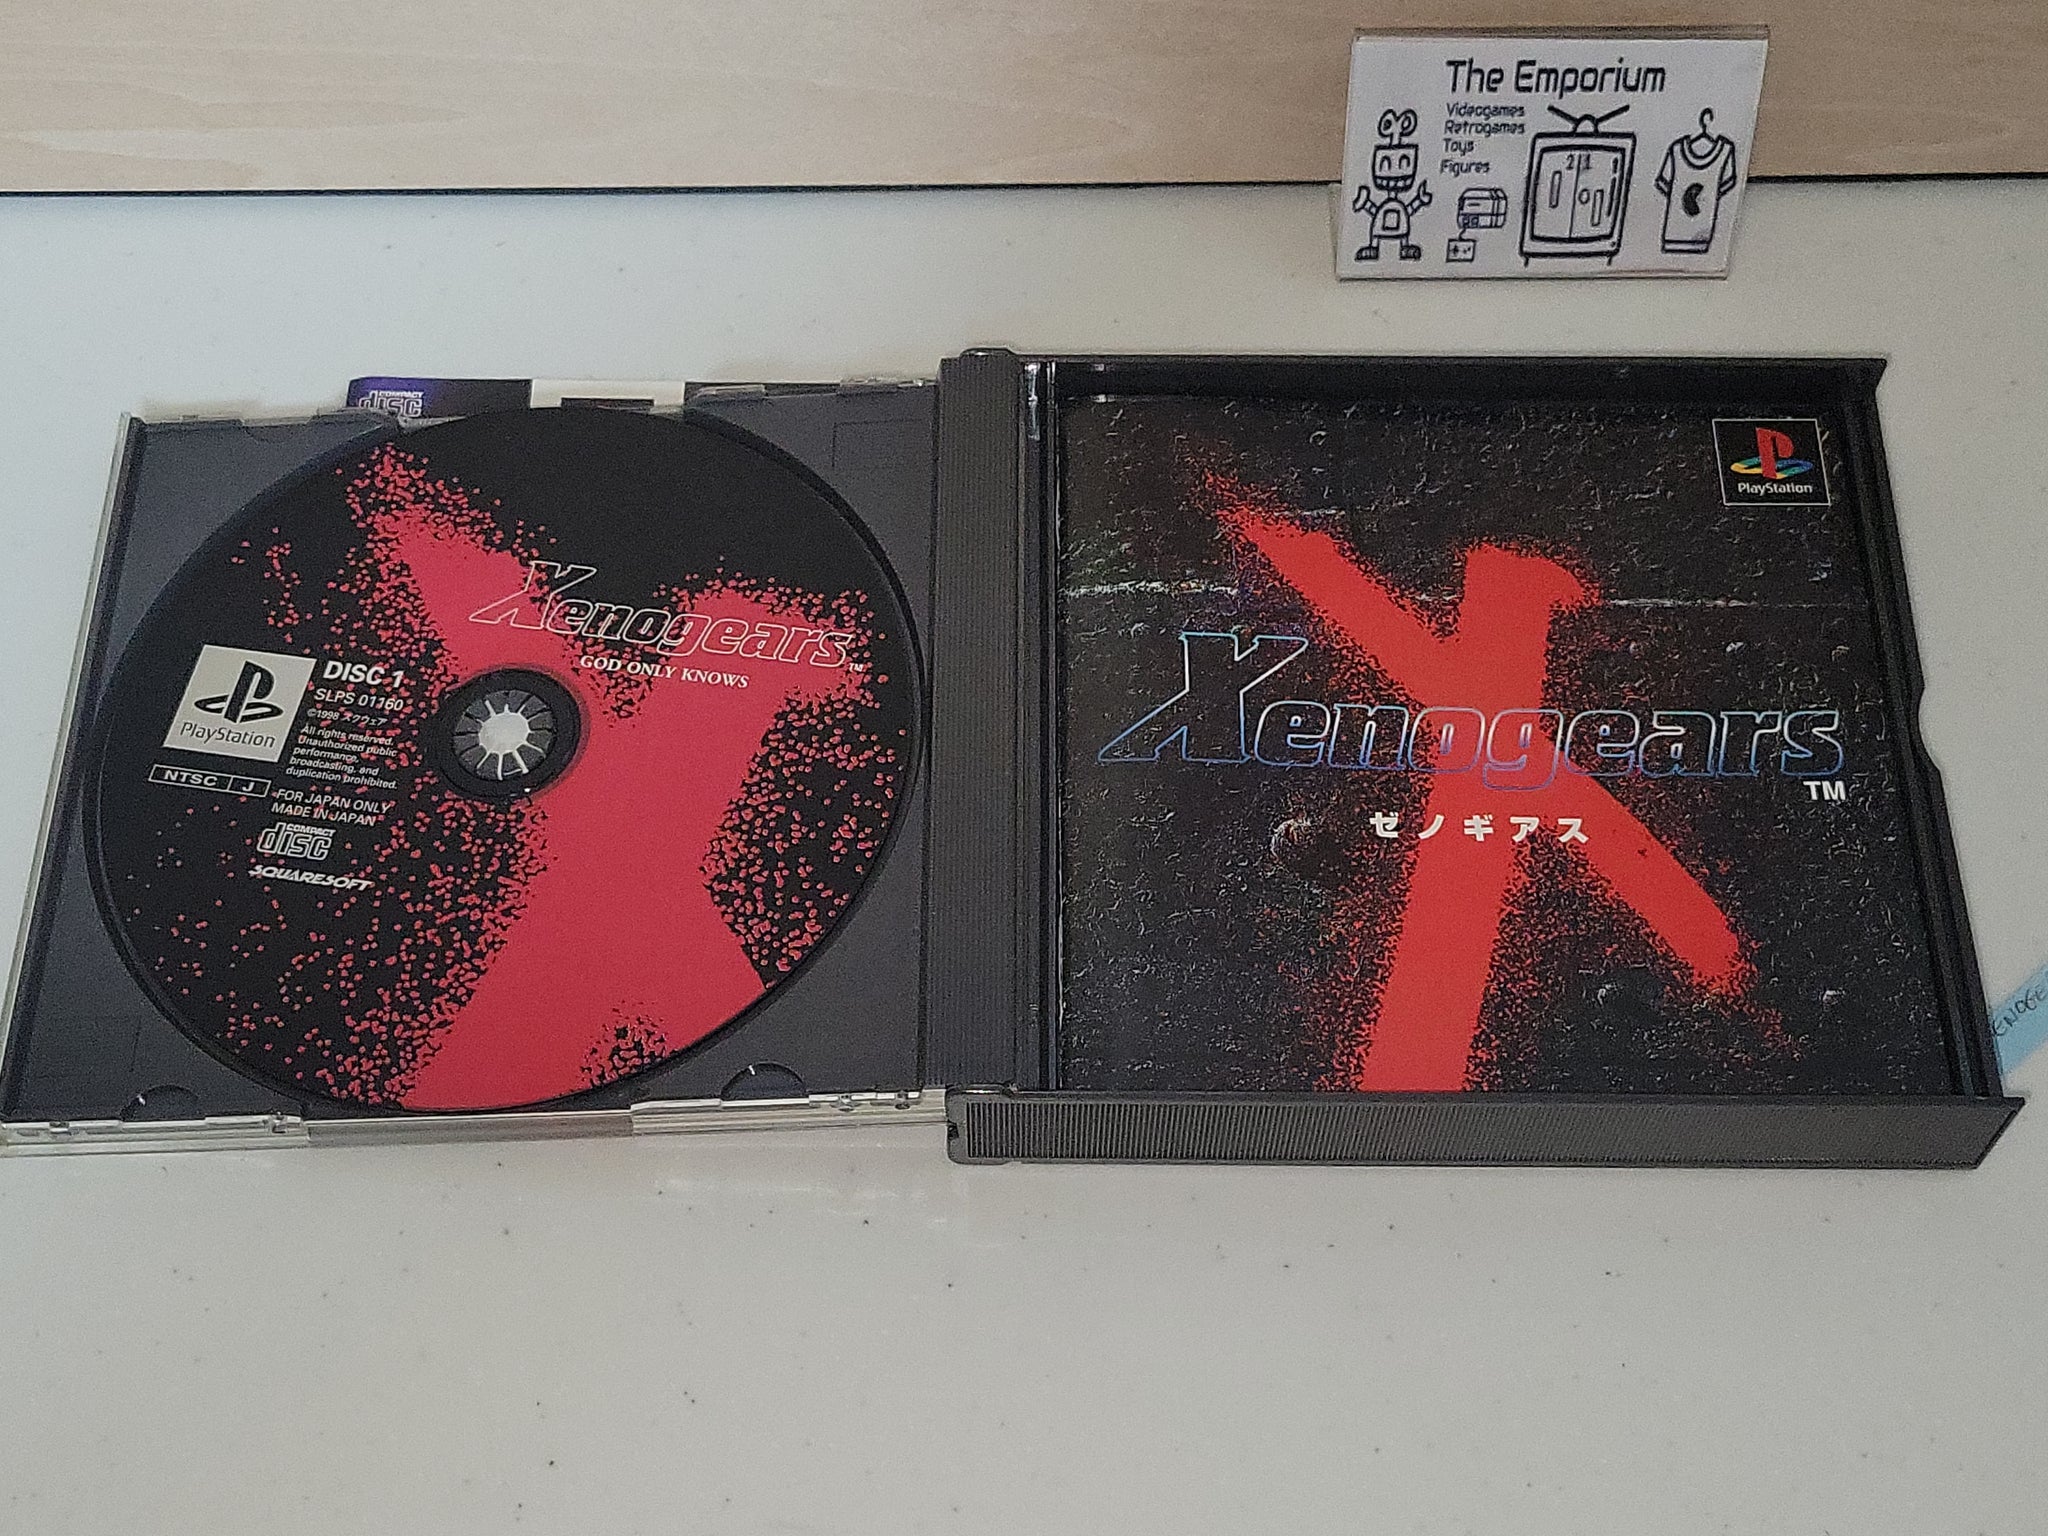 The Emporium
Videogames
Retrogames
Toys
Figures
21
COMPACT
disc
Xenogears™
GOD ONLY KNOWS
PlayStation
DISC 1
SLPS 01160
©1998 スクウェア
All rights reserved.
Unauthorized public
performance,
broadcasting, and
duplication prohibited.
NTSC J
FOR JAPAN ONLY
MADE IN JAPAN
COMPACT
disc
SQUARESOFT
PlayStation
Xenogears
TM
ゼノギアス